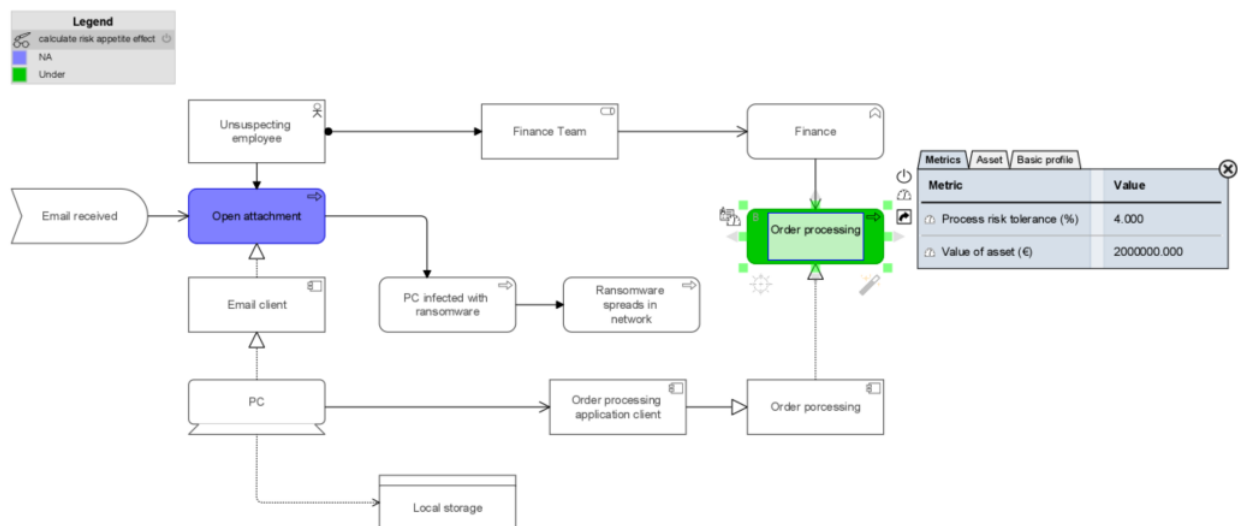 Legend
calculate risk appetite effect
NA
Under
Unsuspecting
employee
Finance Team
Finance
Email received
Open attachment
Order processing
Metrics
Asset
Basic profile
Metric
Value
Process risk tolerance (%)
4.000
Value of asset (€)
2000000.000
Email client
PC infected with
ransomware
Ransomware
spreads in
network
PC
Order processing
application client
Order porcessing
Local storage